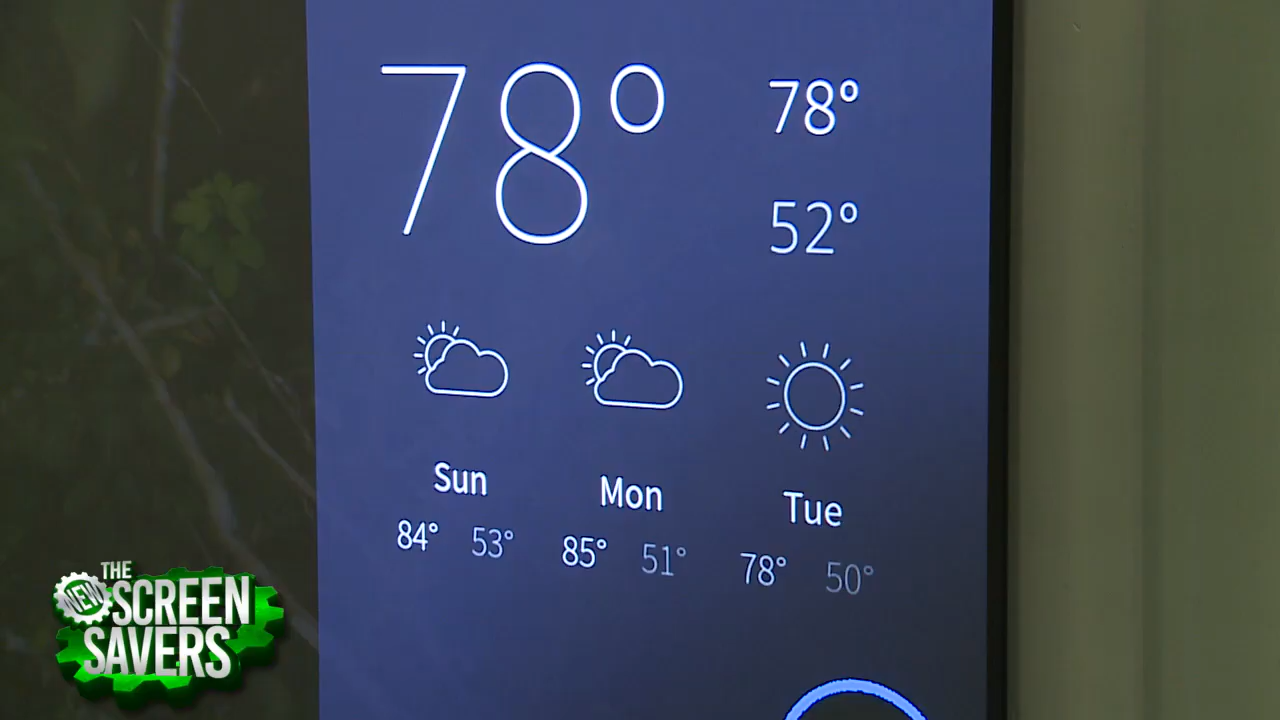 78°
78°
52°
Sun
Mon
Tue
84° 53°
85° 51°
78° 50°
THE
NEW
SCREEN
SAVERS